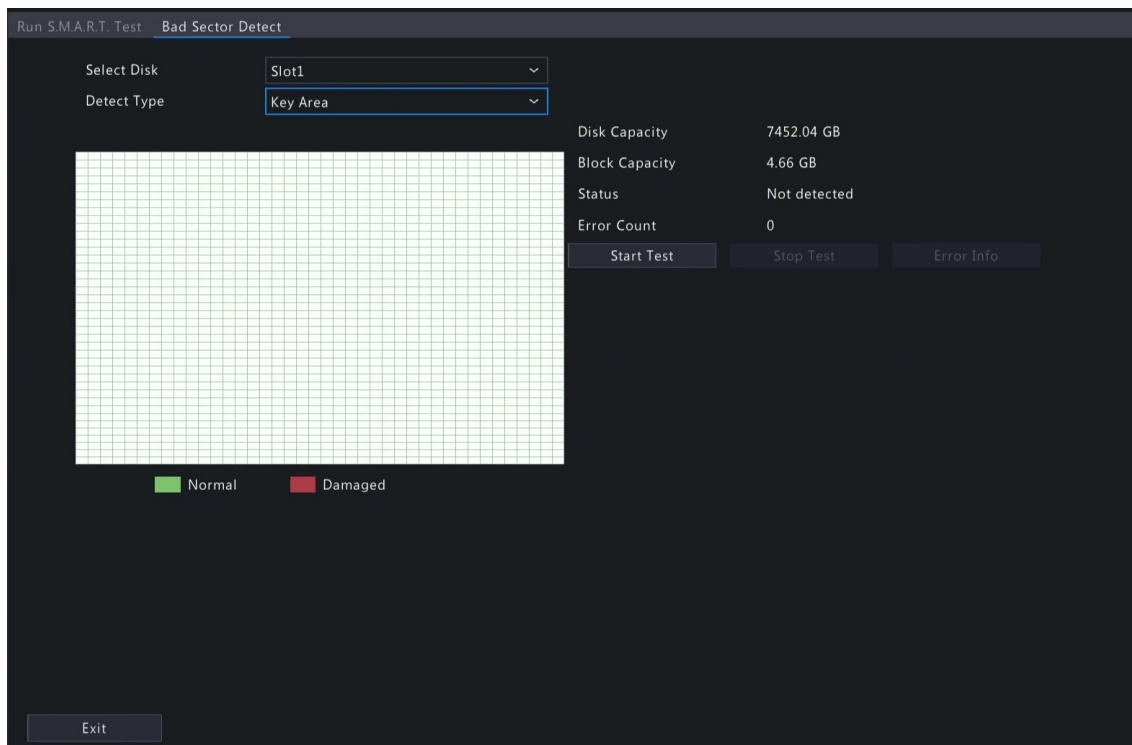 Run S.M.A.R.T. Test Bad Sector Detect
Select Disk Slot1
Detect Type Key Area
Disk Capacity 7452.04 GB
Block Capacity 4.66 GB
Status Not detected
Error Count 0
Start Test Stop Test Error Info
Normal Damaged
Exit